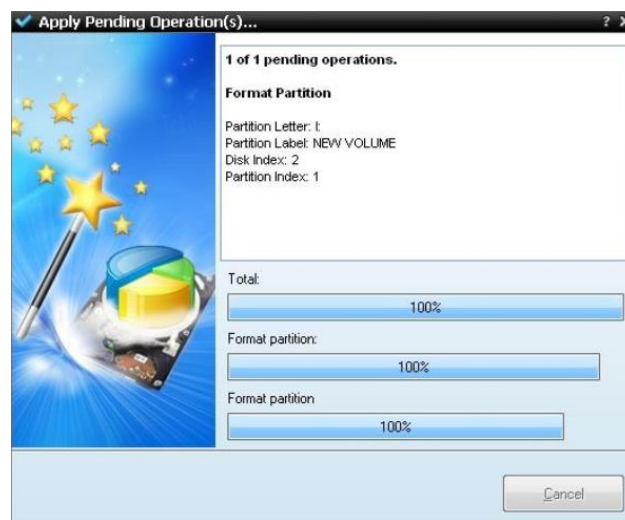 Apply Pending Operation(s)...
1 of 1 pending operations.
Format Partition
Partition Letter: I:
Partition Label: NEW VOLUME
Disk Index: 2
Partition Index: 1
Total:
100%
Format partition:
100%
Format partition
100%
Cancel